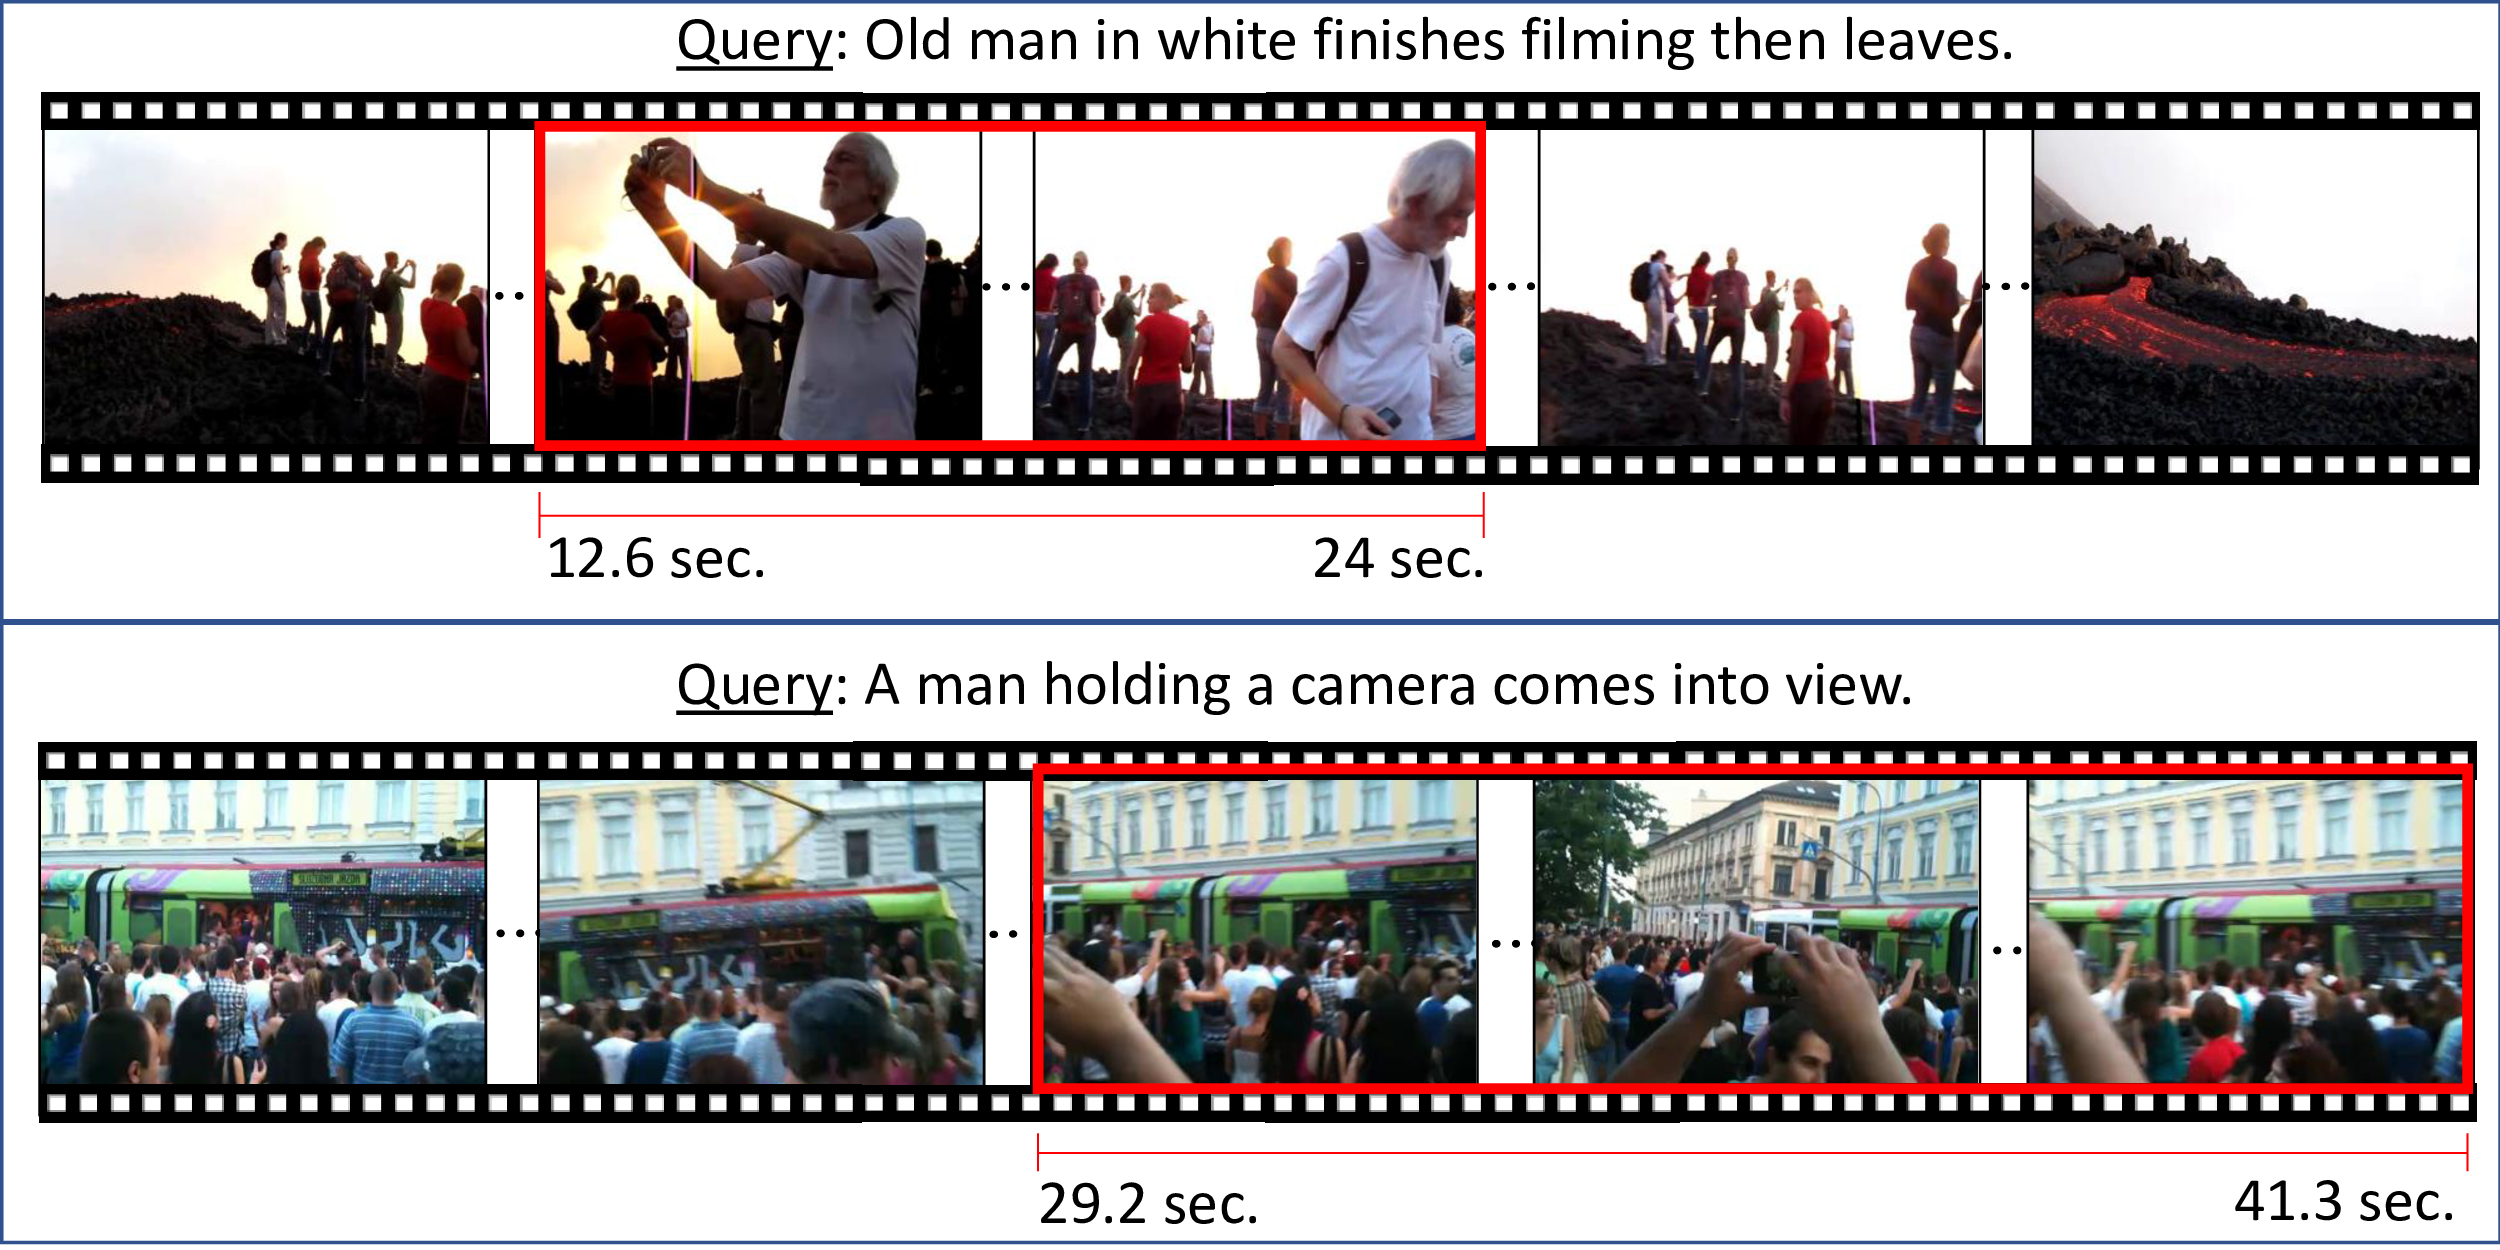 Query: Old man in white finishes filming then leaves.
12.6 sec.
24 sec.
Query: A man holding a camera comes into view.
29.2 sec.
41.3 sec.